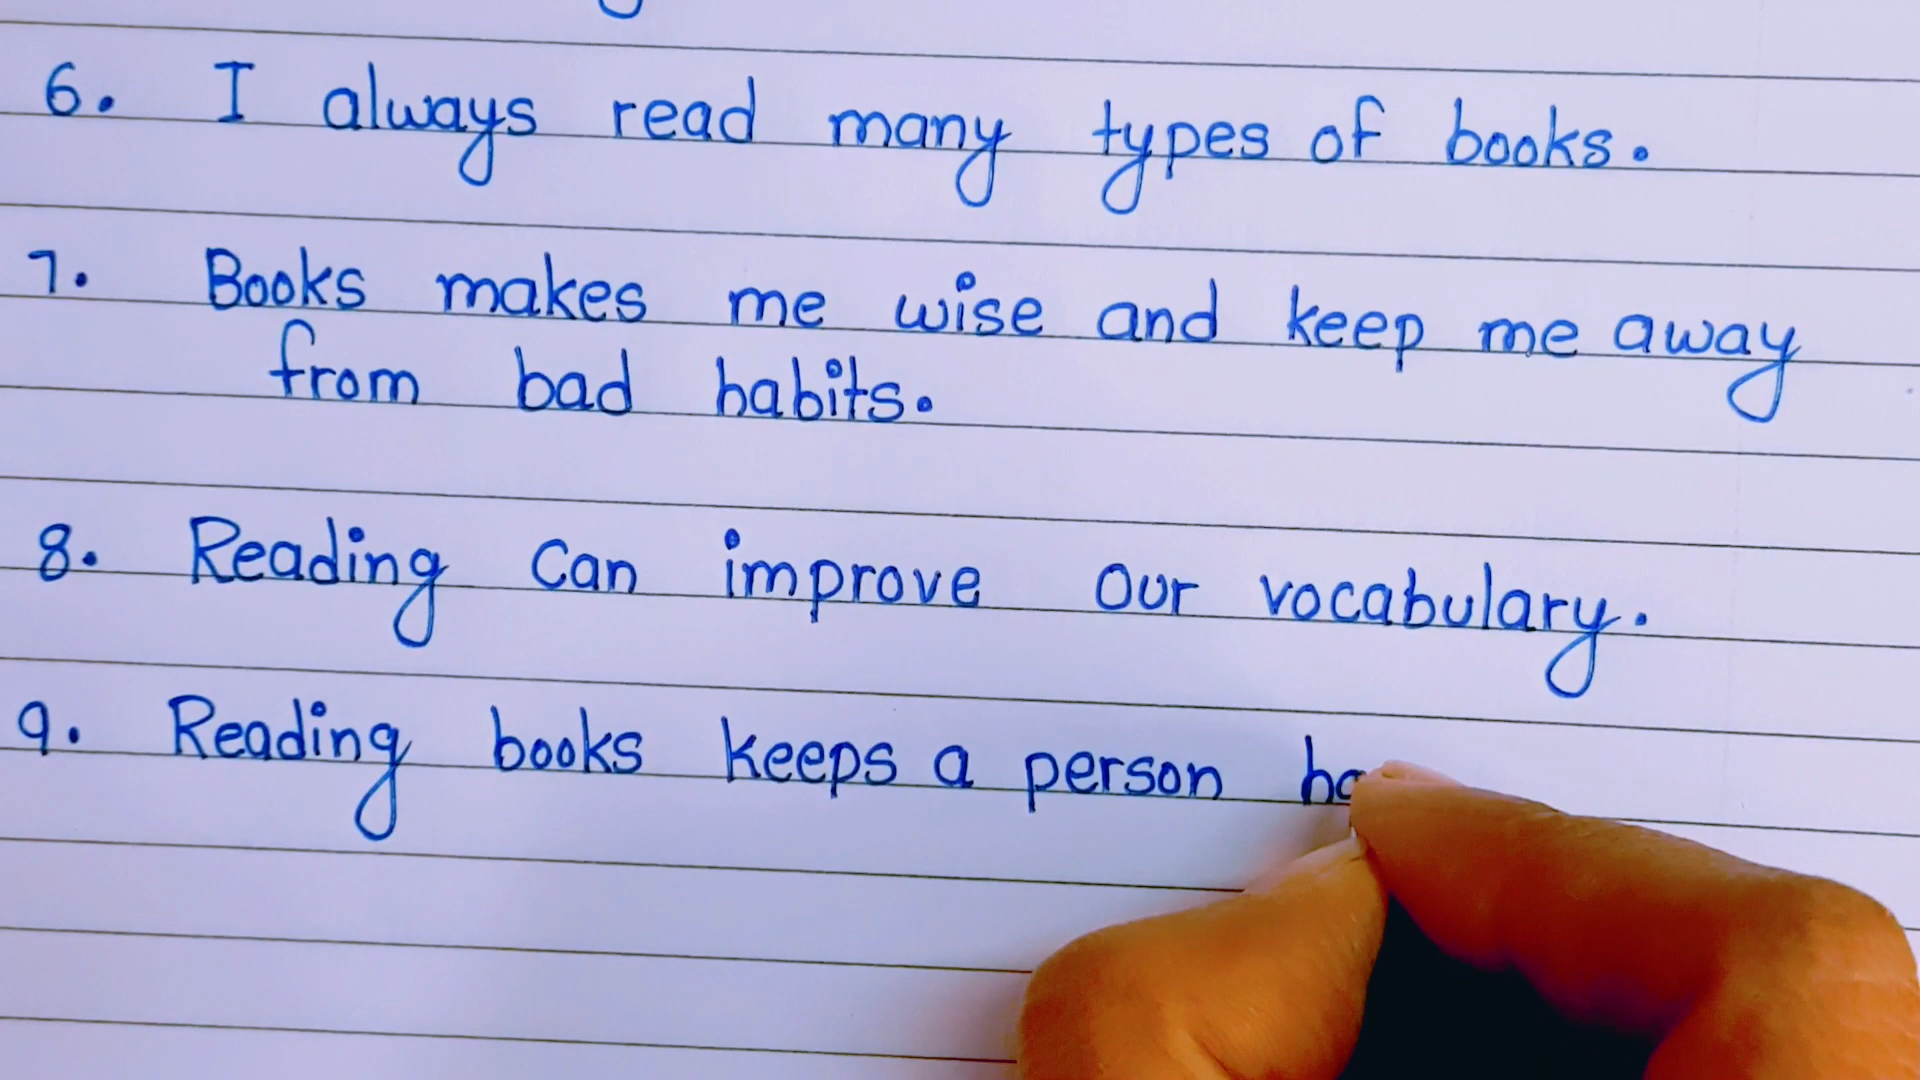 6. I always read many types of books.
7. Books makes me wise and keep me away
from bad habits.
8. Reading can improve our vocabulary.
9. Reading books keeps a person